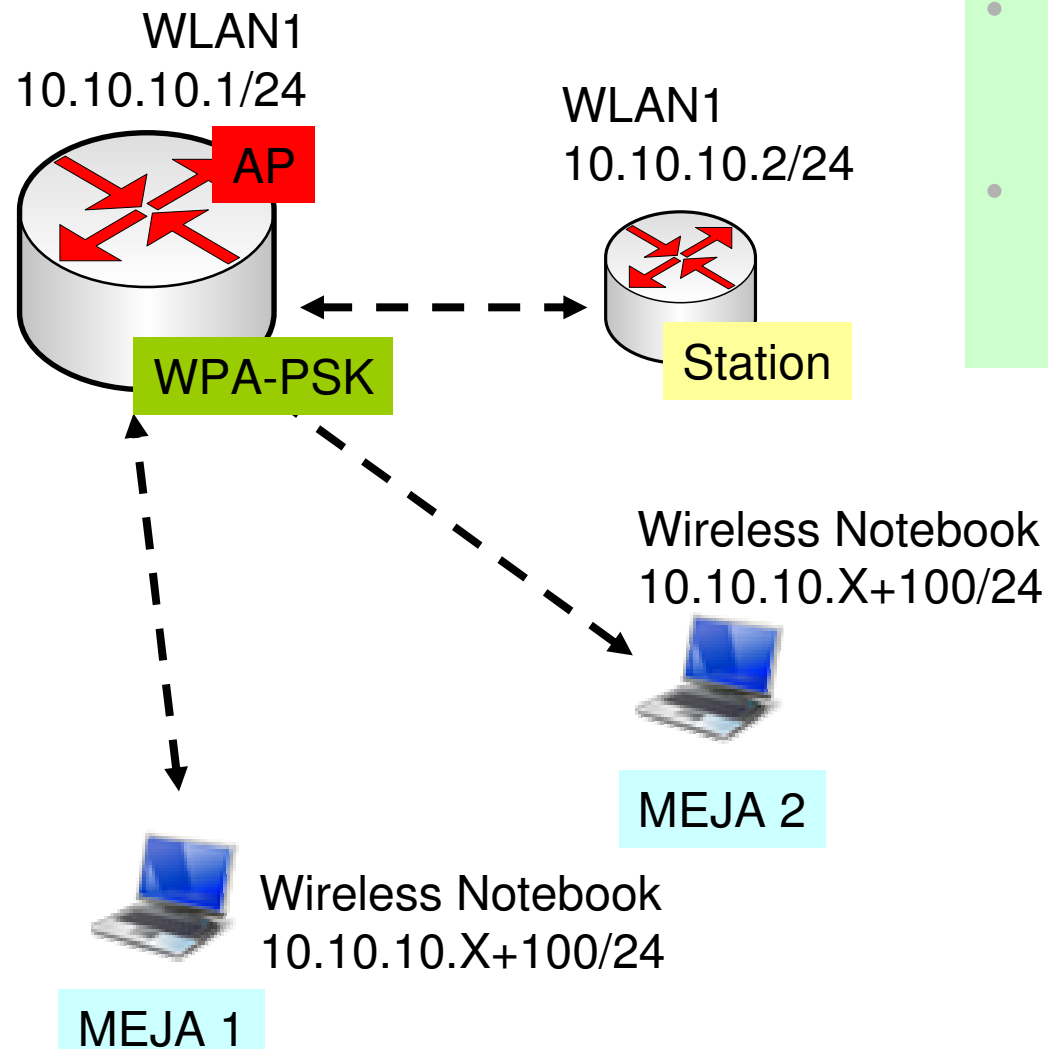 WLAN1
10.10.10.1/24
AP
WLAN1
10.10.10.2/24
WPA-PSK
Station
Wireless Notebook
10.10.10.X+100/24
MEJA 2
Wireless Notebook
10.10.10.X+100/24
MEJA 1